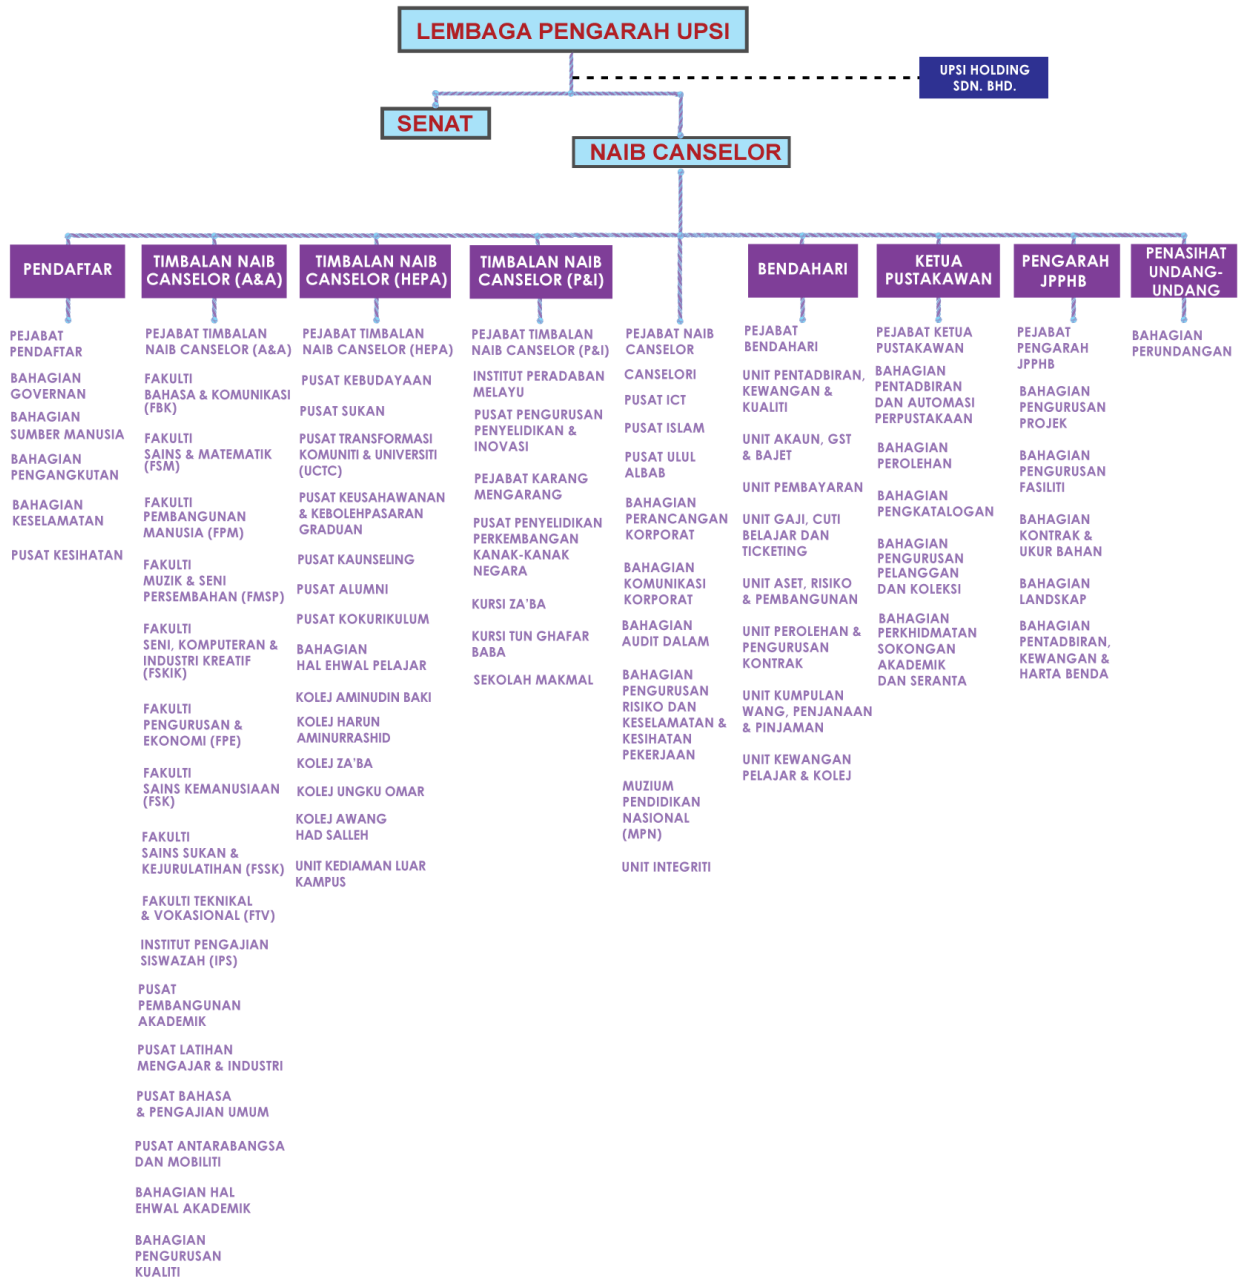 LEMBAGA PENGARAH UPSI
UPSI HOLDING
SDN. BHD.
SENAT
NAIB CANSELOR
PENDAFTAR
PEJABAT
PENDAFTAR
BAHAGIAN
GOVERNAN
BAHAGIAN
SUMBER MANUSIA
BAHAGIAN
PENGANGKUTAN
BAHAGIAN
KESELAMATAN
PUSAT KESIHATAN
TIMBALAN NAIB
CANSELOR (A&A)
PEJABAT TIMBALAN
NAIB CANSELOR (A&A)
FAKULTI
BAHASA & KOMUNIKASI
(FBK)
FAKULTI
SAINS & MATEMATIK
(FSM)
FAKULTI
PEMBANGUNAN
MANUSIA (FPM)
FAKULTI
MUZIK & SENI
PERSEMBAHAN (FMSP)
FAKULTI
SENI, KOMPUTERAN &
INDUSTRI KREATIF
(FSKIK)
FAKULTI
PENGURUSAN &
EKONOMI (FPE)
FAKULTI
SAINS KEMANUSIAAN
(FSK)
FAKULTI
SAINS SUKAN &
KEJURULATIHAN (FSSK)
FAKULTI TEKNIKAL
& VOKASIONAL (FTV)
INSTITUT PENGAJIAN
SISWAZAH (IPS)
PUSAT
PEMBANGUNAN
AKADEMIK
PUSAT LATIHAN
MENGAJAR & INDUSTRI
PUSAT BAHASA
& PENGAJIAN UMUM
PUSAT ANTARABANGSA
DAN MOBILITI
BAHAGIAN HAL
EHWAL AKADEMIK
BAHAGIAN
PENGURUSAN
KUALITI
TIMBALAN NAIB
CANSELOR (HEPA)
PEJABAT TIMBALAN
NAIB CANSELOR (HEPA)
PUSAT KEBUDAYAAN
PUSAT SUKAN
PUSAT TRANSFORMASI
KOMUNITI & UNIVERSITI
(UCTC)
PUSAT KEUSAHAWANAN
& KEBOLEHPASARAN
GRADUAN
PUSAT KAUNSELING
PUSAT ALUMNI
PUSAT KOKURIKULUM
BAHAGIAN
HAL EHWAL PELAJAR
KOLEJ AMINUDIN BAKI
KOLEJ HARUN
AMINURRASHID
KOLEJ ZA'BA
KOLEJ UNGKU OMAR
KOLEJ AWANG
HAD SALLEH
UNIT KEDIAMAN LUAR
KAMPUS
TIMBALAN NAIB
CANSELOR (P&I)
PEJABAT TIMBALAN
NAIB CANSELOR (P&I)
INSTITUT PERADABAN
MELAYU
PUSAT PENGURUSAN
PENYELIDIKAN &
INOVASI
PEJABAT KARANG
MENGARANG
PUSAT PENYELIDIKAN
PERKEMBANGAN
KANAK-KANAK
NEGARA
KURSI ZA'BA
KURSI TUN GHAFAR
BABA
SEKOLAH MAKMAL
PEJABAT NAIB
CANSELOR
CANSELORI
PUSAT ICT
PUSAT ISLAM
PUSAT ULUL
ALBAB
BAHAGIAN
PERANCANGAN
KORPORAT
BAHAGIAN
KOMUNIKASI
KORPORAT
BAHAGIAN
AUDIT DALAM
BAHAGIAN
PENGURUSAN
RISIKO DAN
KESELAMATAN &
KESIHATAN
PEKERJAAN
MUZIUM
PENDIDIKAN
NASIONAL
(MPN)
UNIT INTEGRITI
BENDAHARI
PEJABAT
BENDAHARI
UNIT PENTADBIRAN,
KEWANGAN &
KUALITI
UNIT AKAUN, GST
& BAJET
UNIT PEMBAYARAN
UNIT GAJI, CUTI
BELAJAR DAN
TICKETING
UNIT ASET, RISIKO
& PEMBANGUNAN
UNIT PEROLEHAN &
PENGURUSAN
KONTRAK
UNIT KUMPULAN
WANG, PENJANAAN
& PINJAMAN
UNIT KEWANGAN
PELAJAR & KOLEJ
KETUA
PUSTAKAWAN
PEJABAT KETUA
PUSTAKAWAN
BAHAGIAN
PENTADBIRAN
DAN AUTOMASI
PERPUSTAKAAN
BAHAGIAN
PEROLEHAN
BAHAGIAN
PENGKATALOGAN
BAHAGIAN
PENGURUSAN
PELANGGAN
DAN KOLEKSI
BAHAGIAN
PERKHIDMATAN
SOKONGAN
AKADEMIK
DAN SERANTA
PENGARAH
JPPHB
PEJABAT
PENGARAH
JPPHB
BAHAGIAN
PENGURUSAN
PROJEK
BAHAGIAN
PENGURUSAN
FASILITI
BAHAGIAN
KONTRAK &
UKUR BAHAN
BAHAGIAN
LANDSKAP
BAHAGIAN
PENTADBIRAN,
KEWANGAN &
HARTA BENDA
PENASIHAT
UNDANG-
UNDANG
BAHAGIAN
PERUNDANGAN